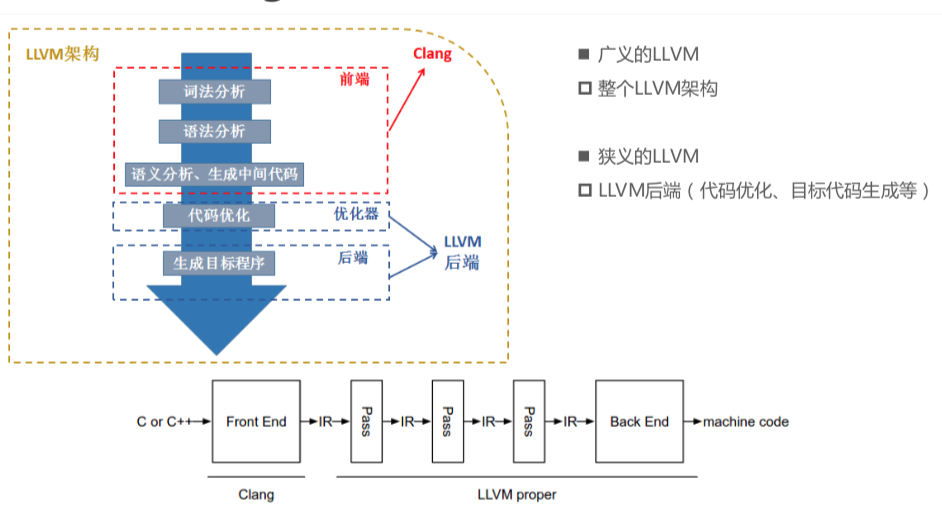 LLVM架构
Clang
前端
词法分析
语法分析
语义分析、生成中间代码
代码优化
优化器
LLVM
后端
后端
生成目标程序
■ 广义的LLVM
整个LLVM架构
■ 狭义的LLVM
LLVM后端（代码优化、目标代码生成等）
C or C++ Front End IR Pass IR Pass IR Pass IR Back End machine code
Clang LLVM proper